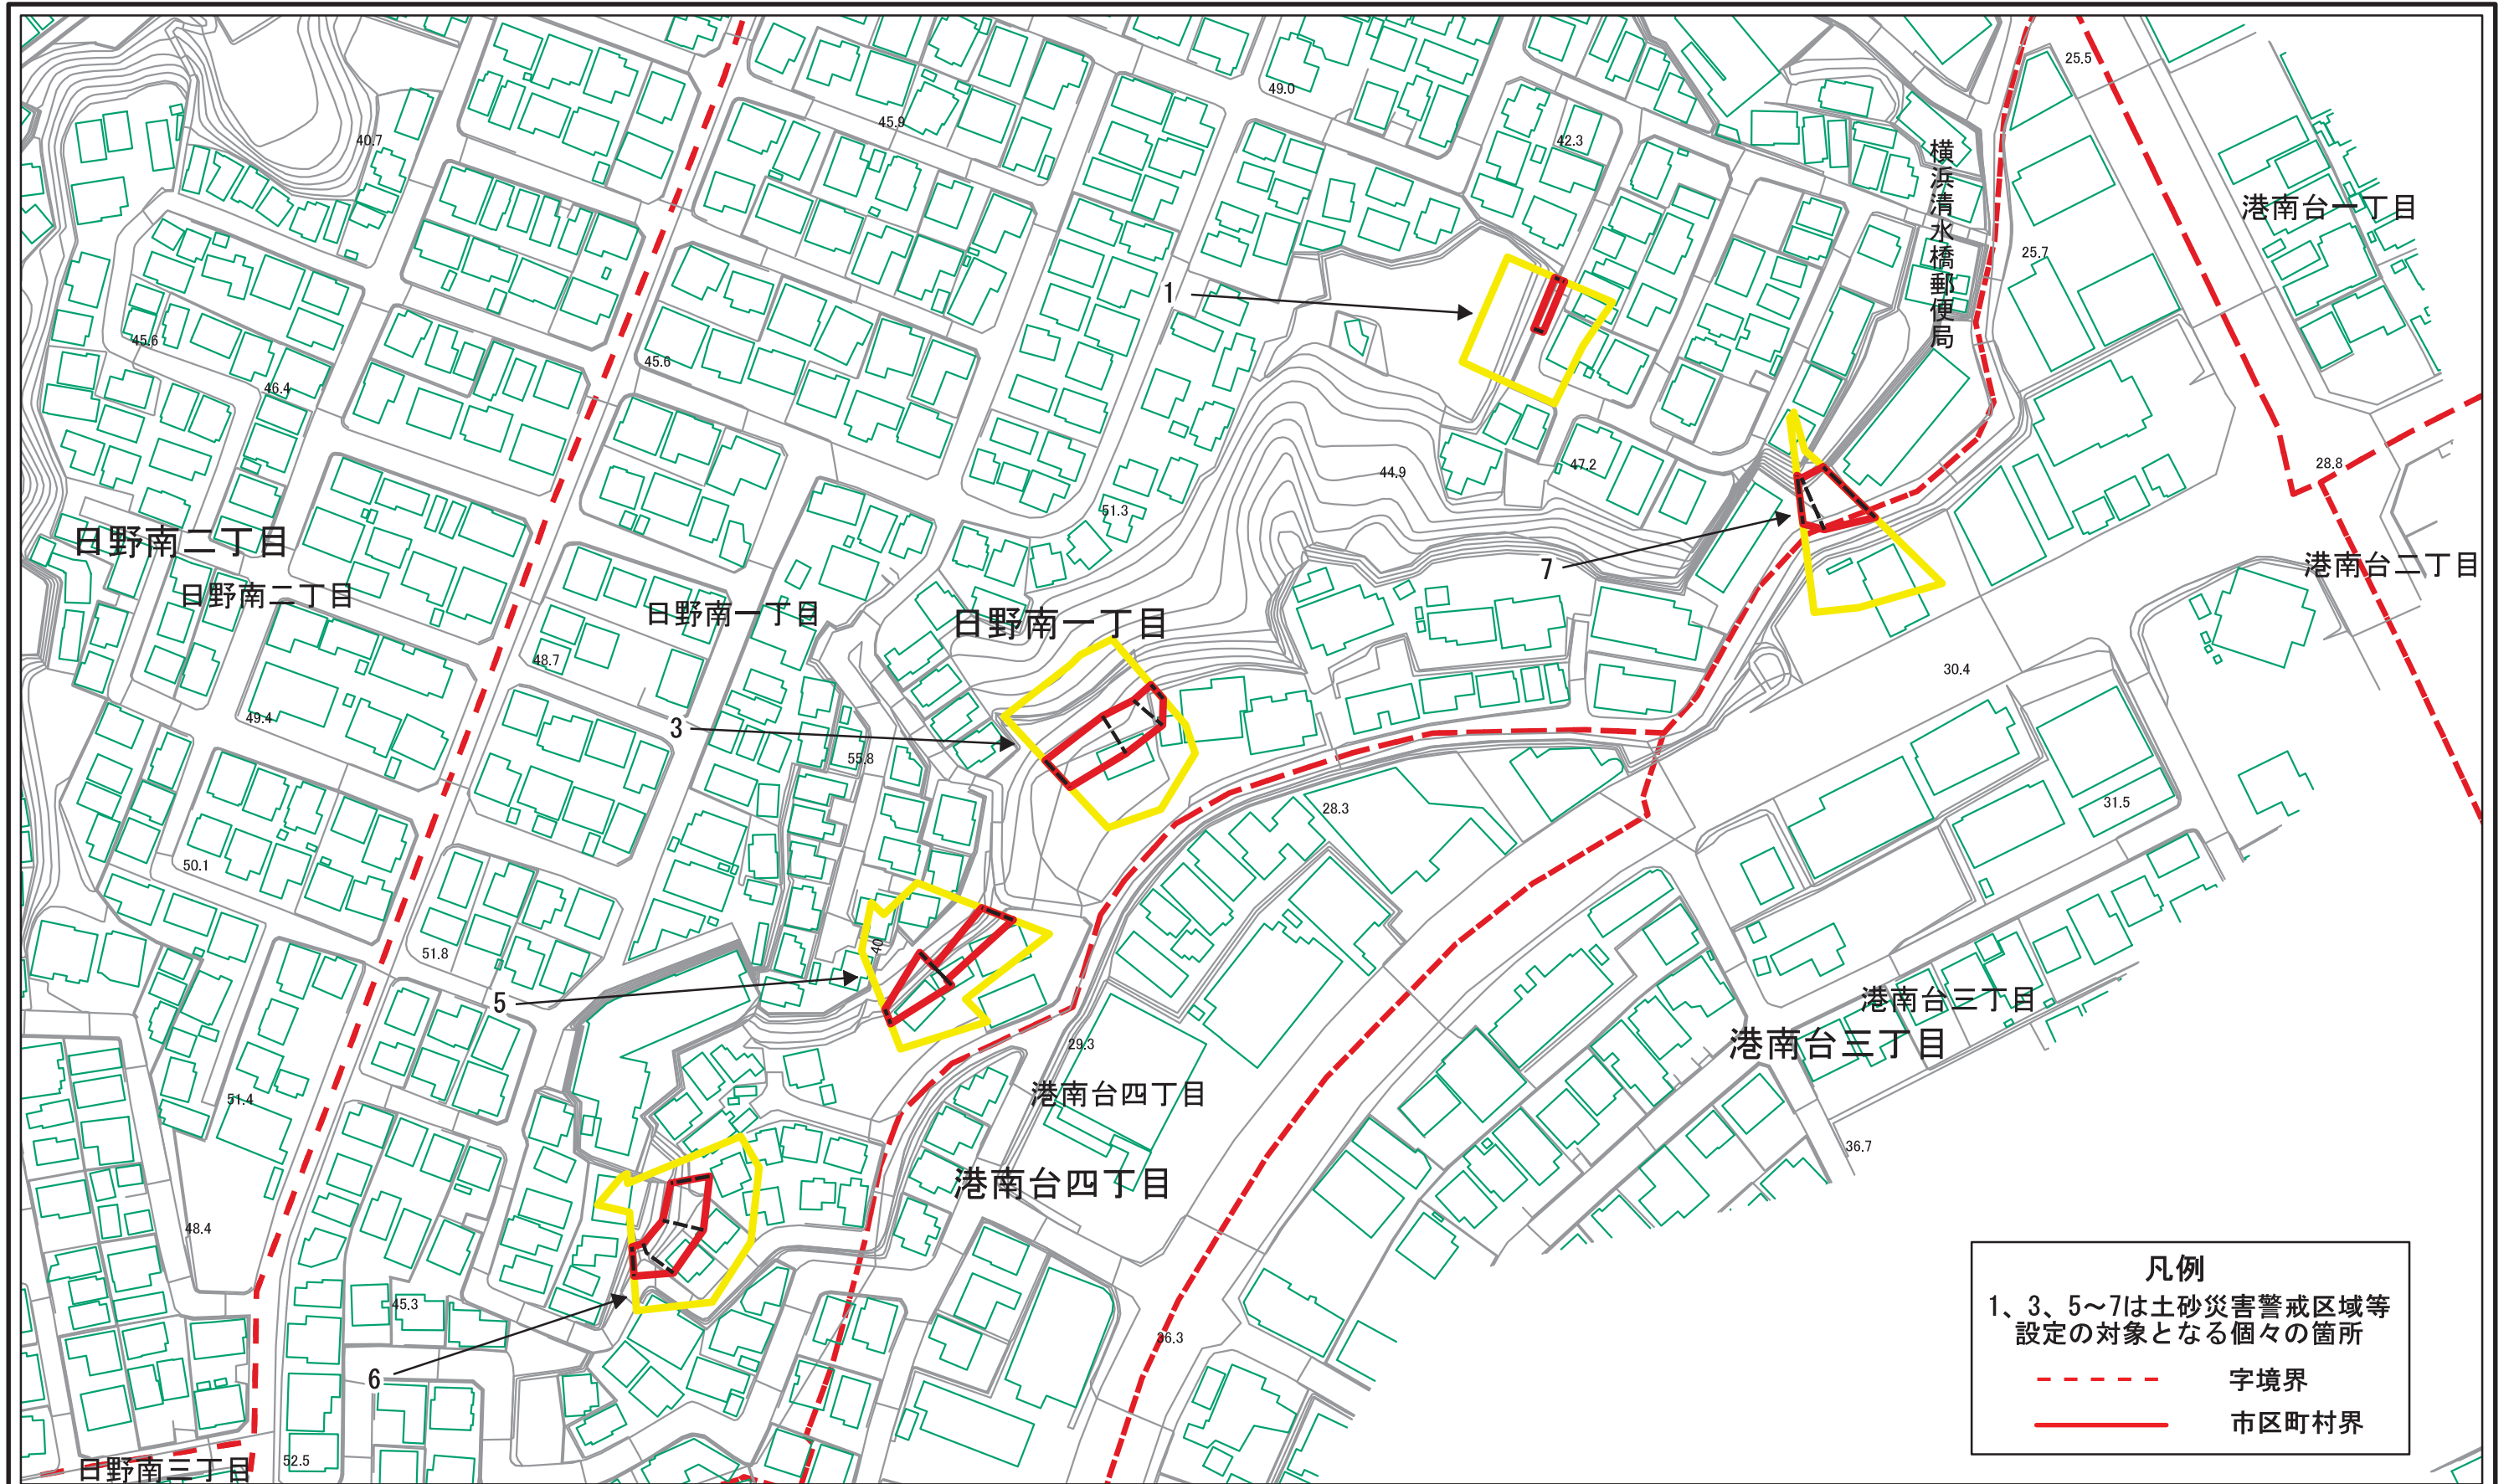 25.5
49.0
45.9
40.7
42.3
横浜清水橋郵便局
港南台一丁目
25.7
1
45.6
45.6
46.4
28.8
44.9
47.2
51.3
日野南二丁目
港南台二丁目
7
日野南二丁目
日野南一丁目
日野南一丁目
48.7
30.4
49.4
3
55.8
31.5
28.3
50.1
40
51.8
5
港南台三丁目
29.3
港南台三丁目
港南台四丁目
51.4
36.7
港南台四丁目
48.4
凡例
1、3、5～7は土砂災害警戒区域等
設定の対象となる個々の箇所
45.3
36.3
6
字境界
市区町村界
52.5
日野南三丁目